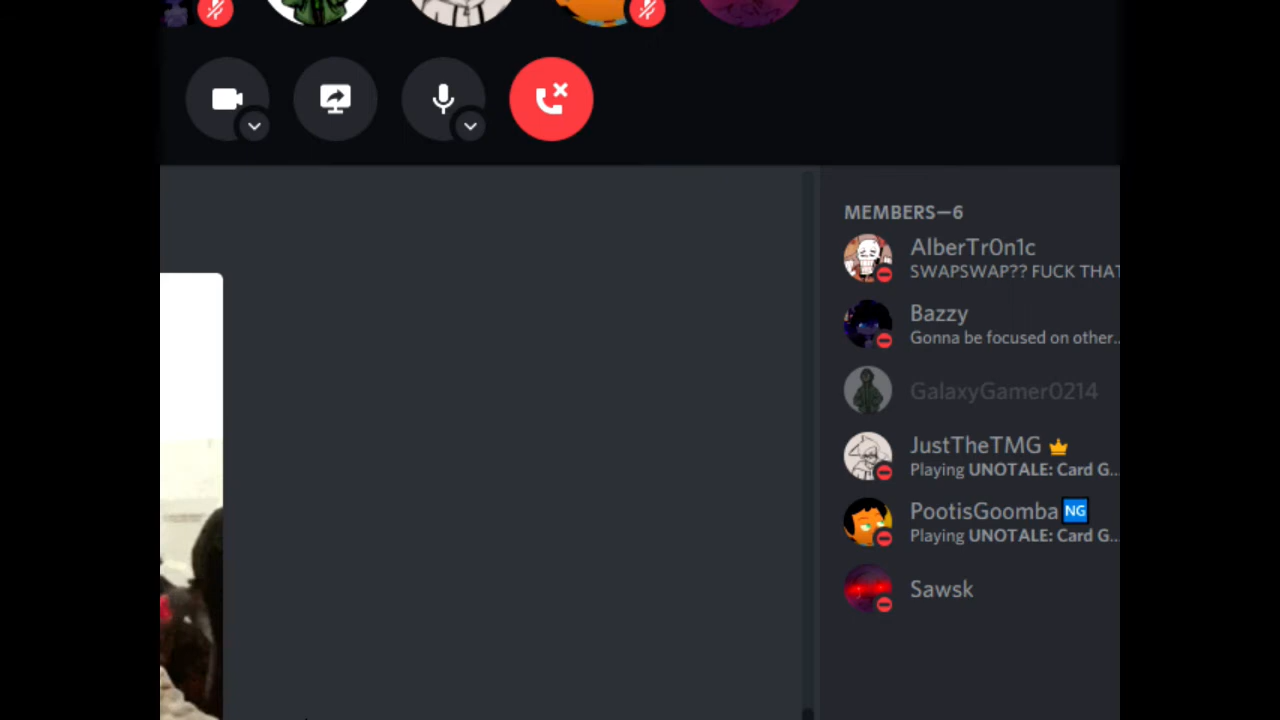 MEMBERS—6
AlberTr0n1c
SWAPSWAP?? FUCK THAT
Bazzy
Gonna be focused on other...
GalaxyGamer0214
JustTheTMG
Playing UNOTALE: Card G...
PootisGoomba NG
Playing UNOTALE: Card G...
Sawsk